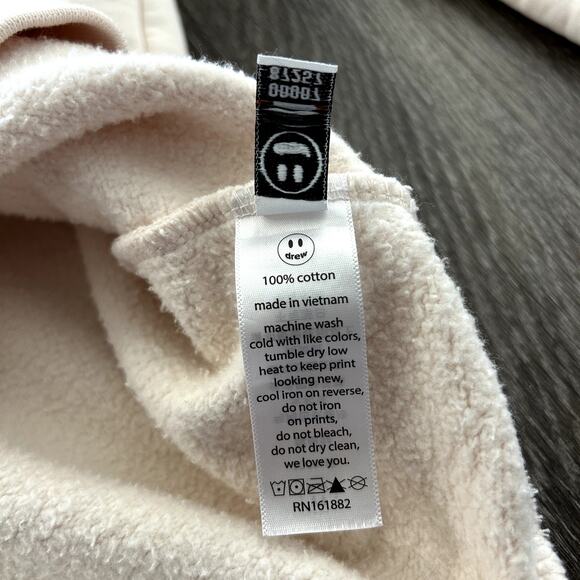 87257
00007
drew
100% cotton
made in vietnam
machine wash
cold with like colors,
tumble dry low
heat to keep print
looking new,
cool iron on reverse,
do not iron
on prints,
do not bleach,
do not dry clean,
we love you.
RN161882